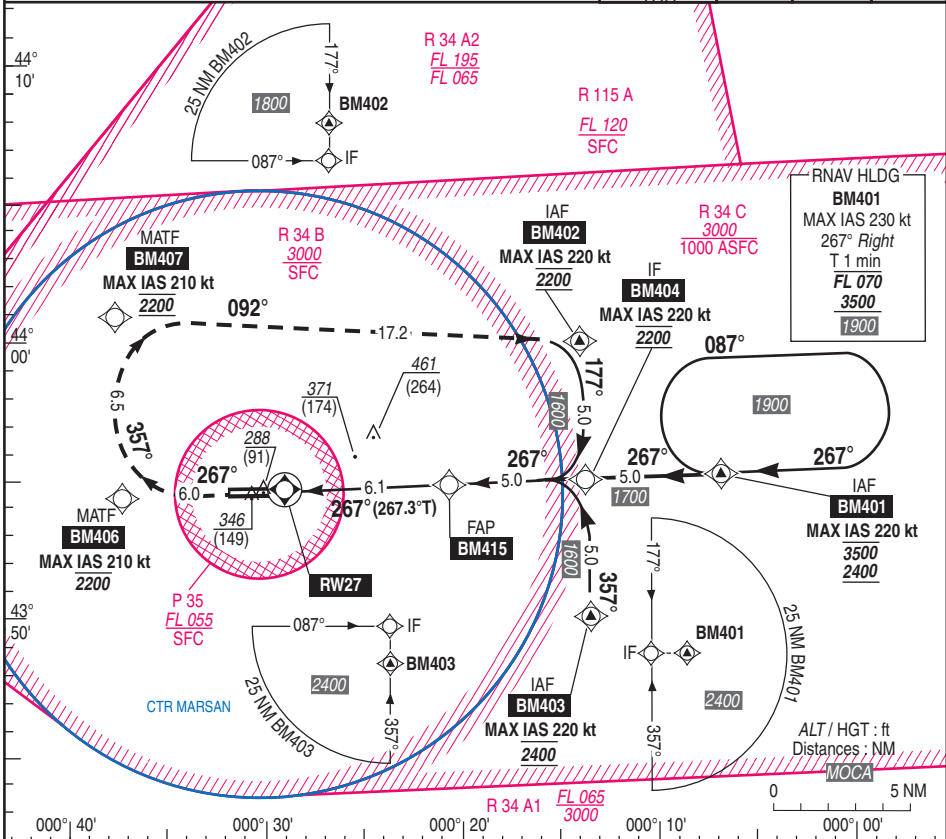 44°
10'
25 NM BM402
177°
1800
BM402
087°
IF
R 34 A2
FL 195
FL 065
R 115 A
FL 120
SFC
RNAV HLDG
BM401
MAX IAS 230 kt
267° Right
T 1 min
FL 070
3500
1900
R 34 C
3000
1000 ASFC
IAF
BM402
MAX IAS 220 kt
2200
IF
BM404
MAX IAS 220 kt
2200
R 34 B
3000
SFC
MATF
BM407
MAX IAS 210 kt
2200
092°
17.2
44°
00'
177°
5.0
1600
087°
1900
461
(264)
371
(174)
288
(91)
6.5
357°
267°
6.0
346
(149)
6.1
267° (267.3°T)
267°
5.0
267°
5.0
1700
267°
MATF
BM406
MAX IAS 210 kt
2200
RW27
FAP
BM415
1600
5.0
357°
IAF
BM401
MAX IAS 220 kt
3500
2400
P 35
FL 055
SFC
43°
50'
087°
IF
BM403
2400
25 NM BM403
357°
CTR MARSAN
IAF
BM403
MAX IAS 220 kt
2400
177°
IF
BM401
25 NM BM401
2400
357°
ALT / HGT : ft
Distances : NM
MOCA
0
5 NM
R 34 A1
FL 065
3000
000° 40'
000° 30'
000° 20'
000° 10'
000° 00'